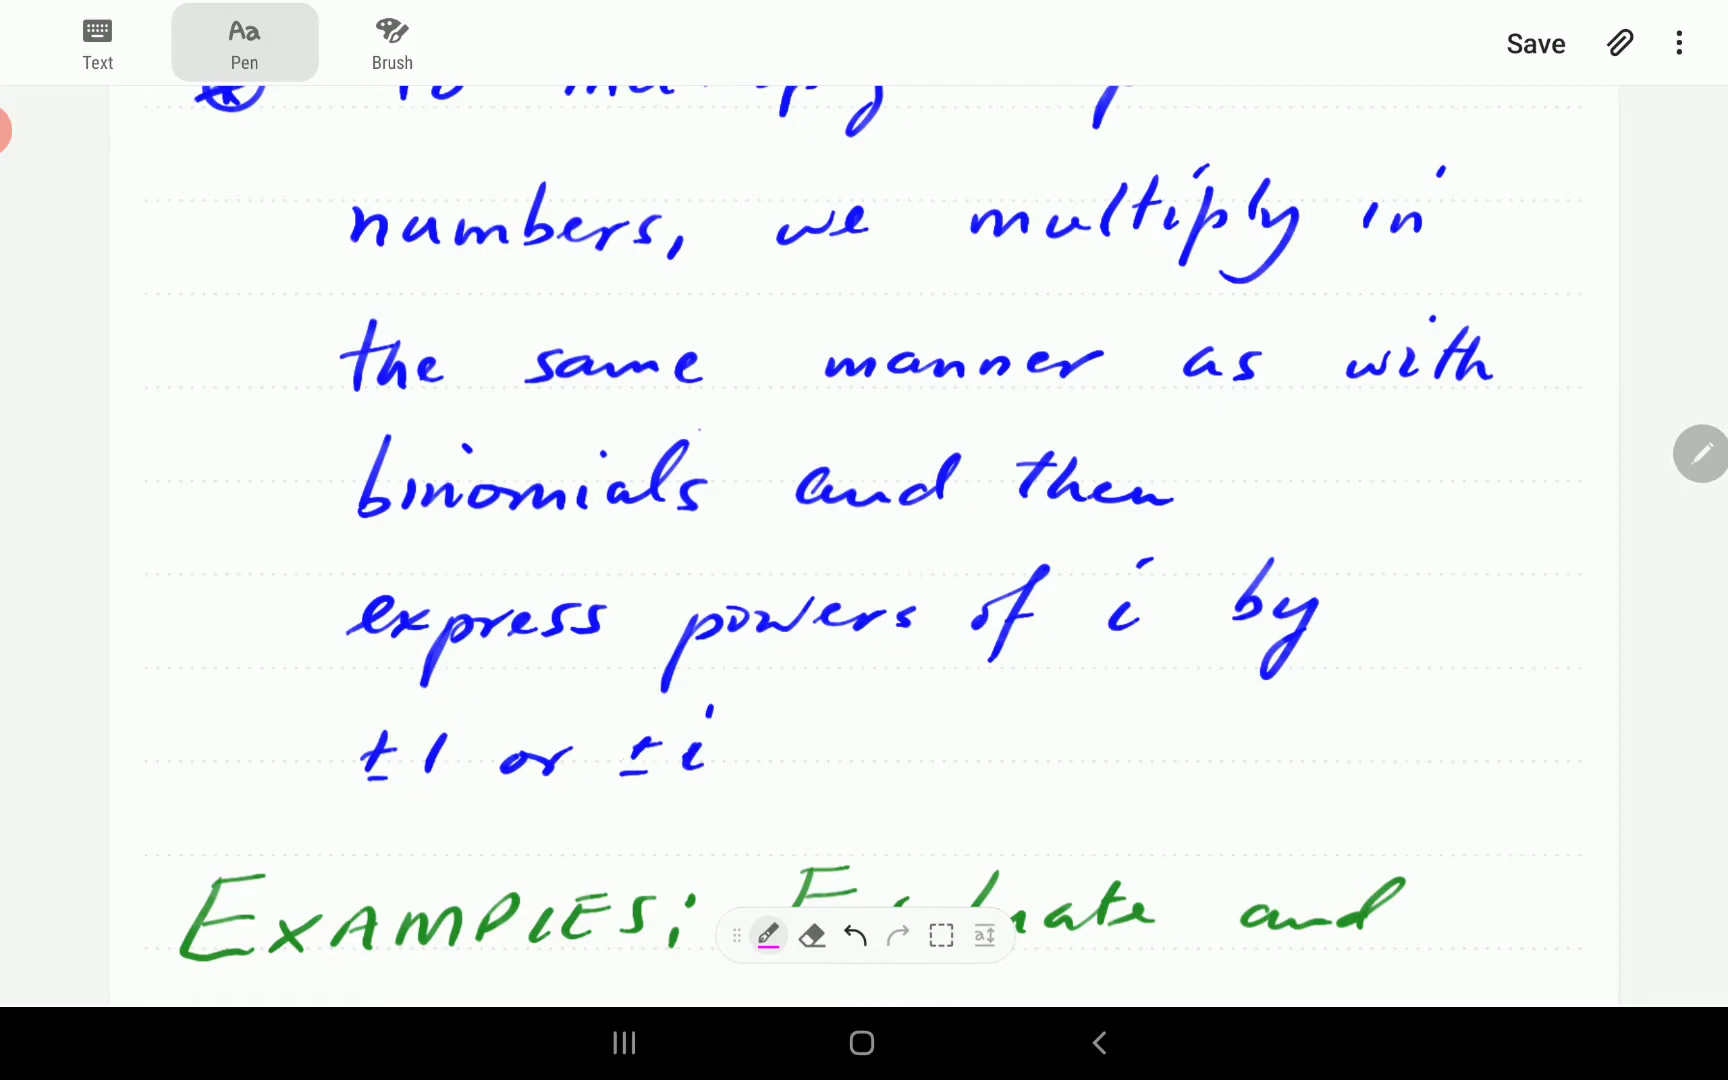 Text Pen Brush Save
numbers, we multiply in
the same manner as with
binomials and then
express powers of i by
± 1 or ± i
EXAMPLES: and